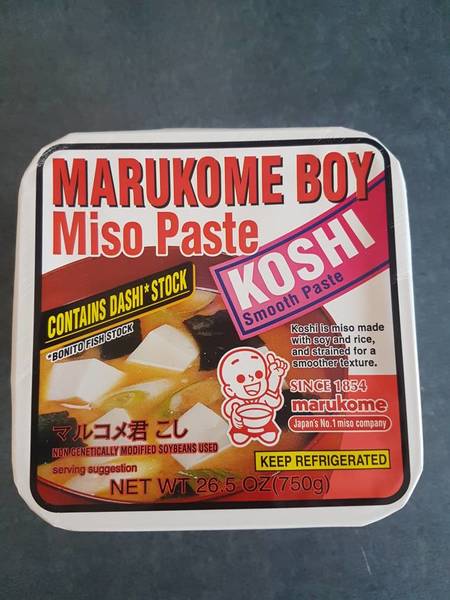 MARUKOME BOY
Miso Paste
KOSHI
Smooth Paste
CONTAINS DASHI* STOCK
*BONITO FISH STOCK
Koshi is miso made
with soy and rice,
and strained for a
smoother texture.
SINCE 1854
marukome
Japan's No.1 miso company
マルコメ君 こし
NON GENETICALLY MODIFIED SOYBEANS USED
KEEP REFRIGERATED
serving suggestion
NET WT 26.5 OZ(750g)